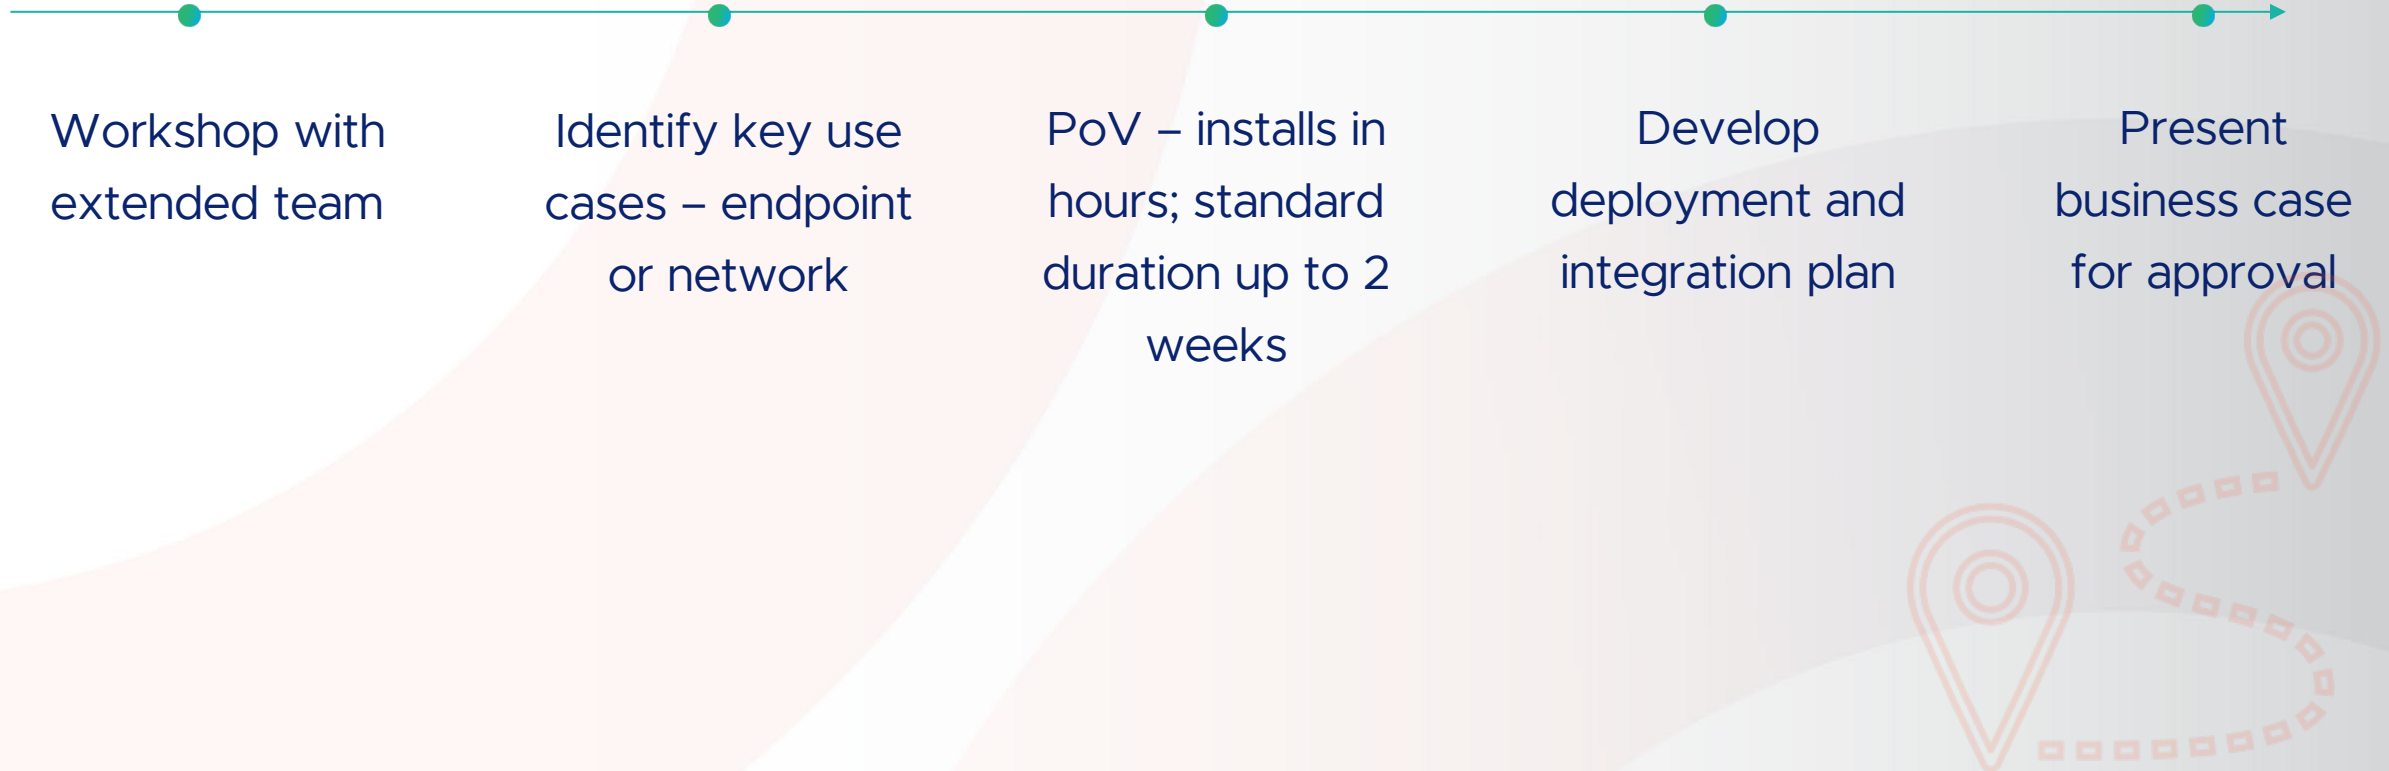 Workshop with
extended team
Identify key use
cases – endpoint
or network
PoV – installs in
hours; standard
duration up to 2
weeks
Develop
deployment and
integration plan
Present
business case
for approval